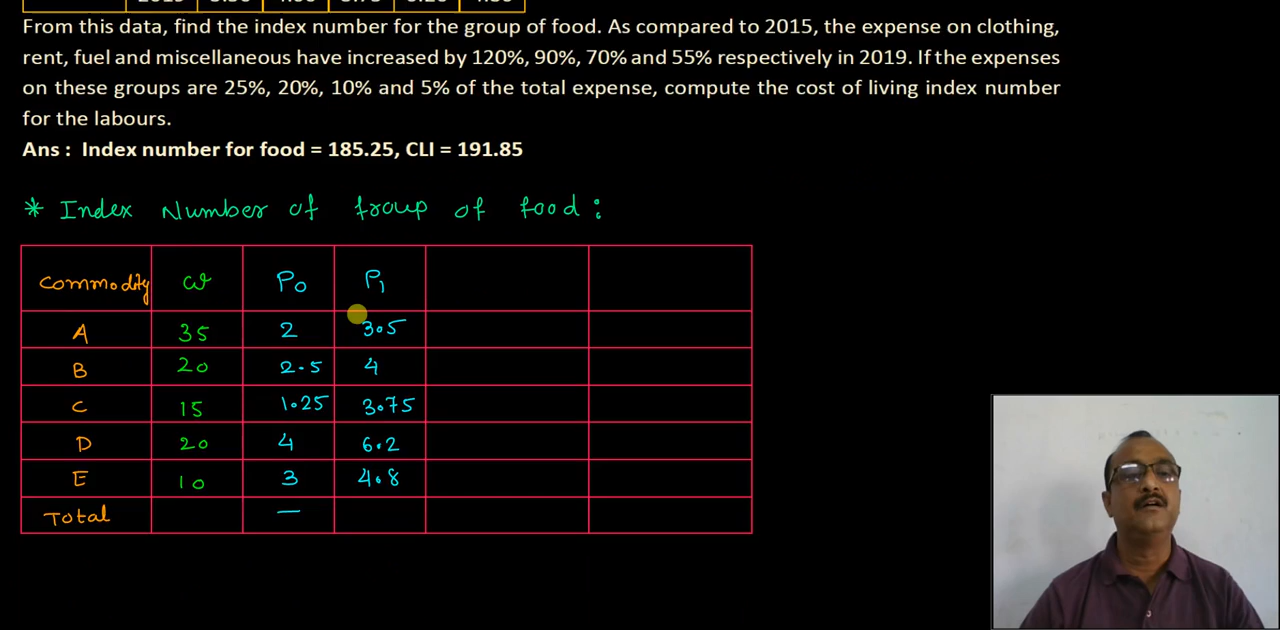 From this data, find the index number for the group of food. As compared to 2015, the expense on clothing,
rent, fuel and miscellaneous have increased by 120%, 90%, 70% and 55% respectively in 2019. If the expenses
on these groups are 25%, 20%, 10% and 5% of the total expense, compute the cost of living index number
for the labours.
Ans : Index number for food = 185.25, CLI = 191.85
* Index Number of Group of food :
Commodity W P0 P1
A 35 2 3.5
B 20 2.5 4
C 15 1.25 3.75
D 20 4 6.2
E 10 3 4.8
Total —